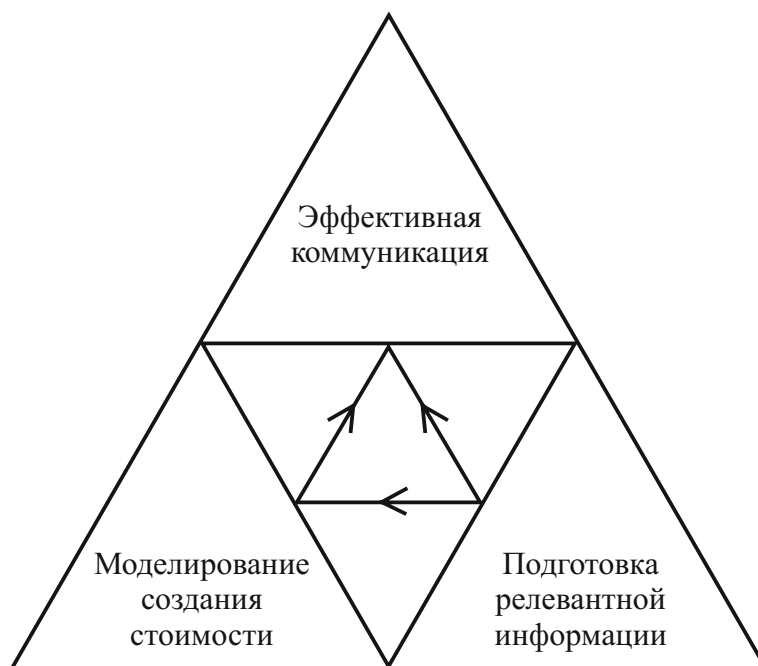 Эффективная
коммуникация
Моделирование
создания
стоимости
Подготовка
релевантной
информации